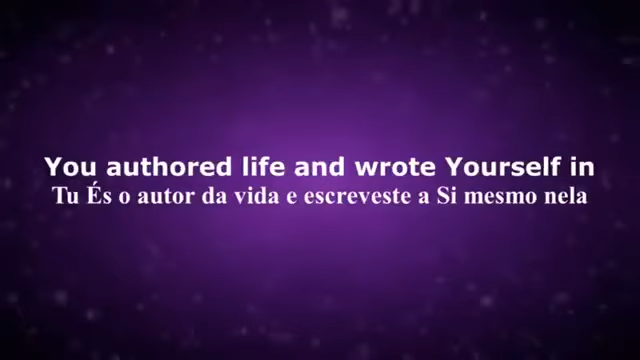 You authored life and wrote Yourself in
Tu És o autor da vida e escreveste a Si mesmo nela